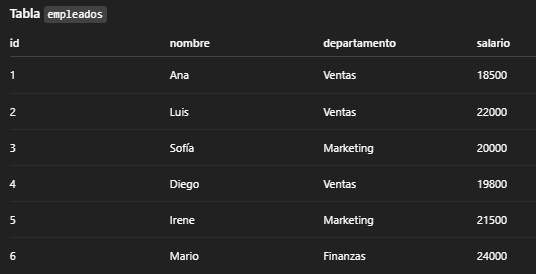 Tabla empleados
id nombre departamento salario
1 Ana Ventas 18500
2 Luis Ventas 22000
3 Sofía Marketing 20000
4 Diego Ventas 19800
5 Irene Marketing 21500
6 Mario Finanzas 24000